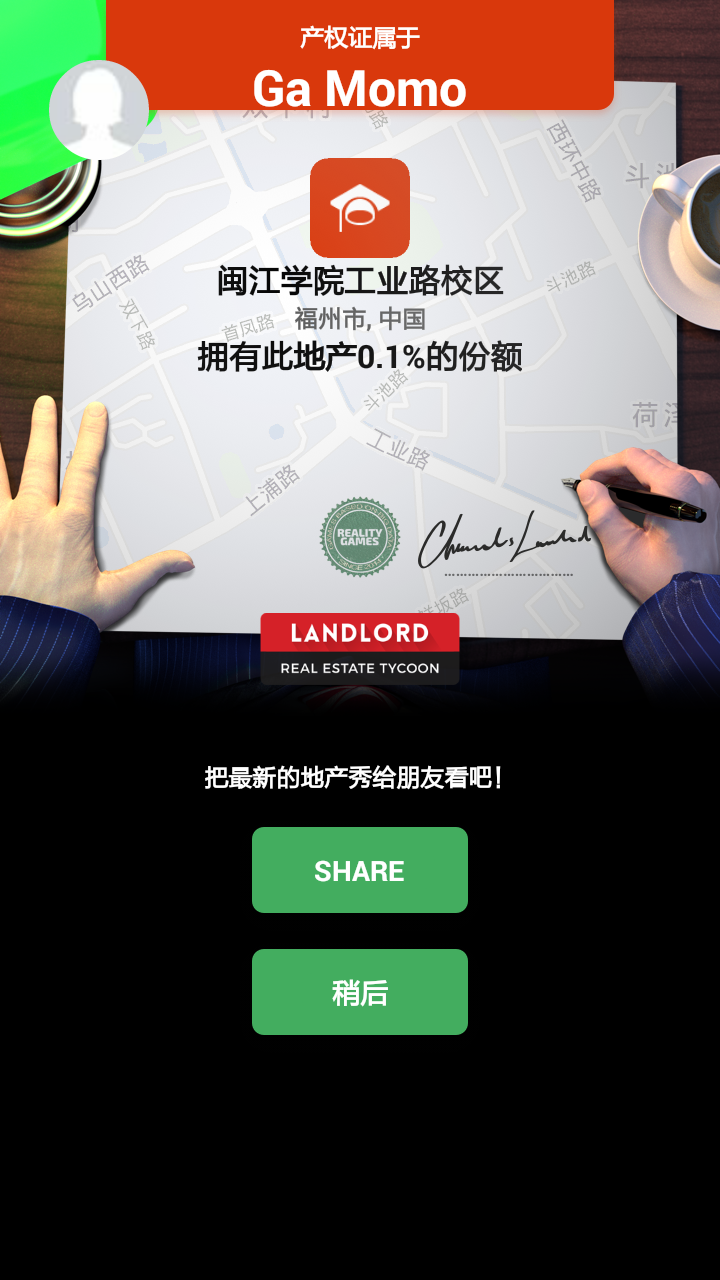 产权证属于
Ga Momo
西环中路
斗池
闽江学院工业路校区
乌山西路
斗池路
福州市, 中国
双下路
首凤路
拥有此地产0.1%的份额
斗池路
工业路
上浦路
REALITY
GAMES
LANDLORD
REAL ESTATE TYCOON
把最新的地产秀给朋友看吧!
SHARE
稍后